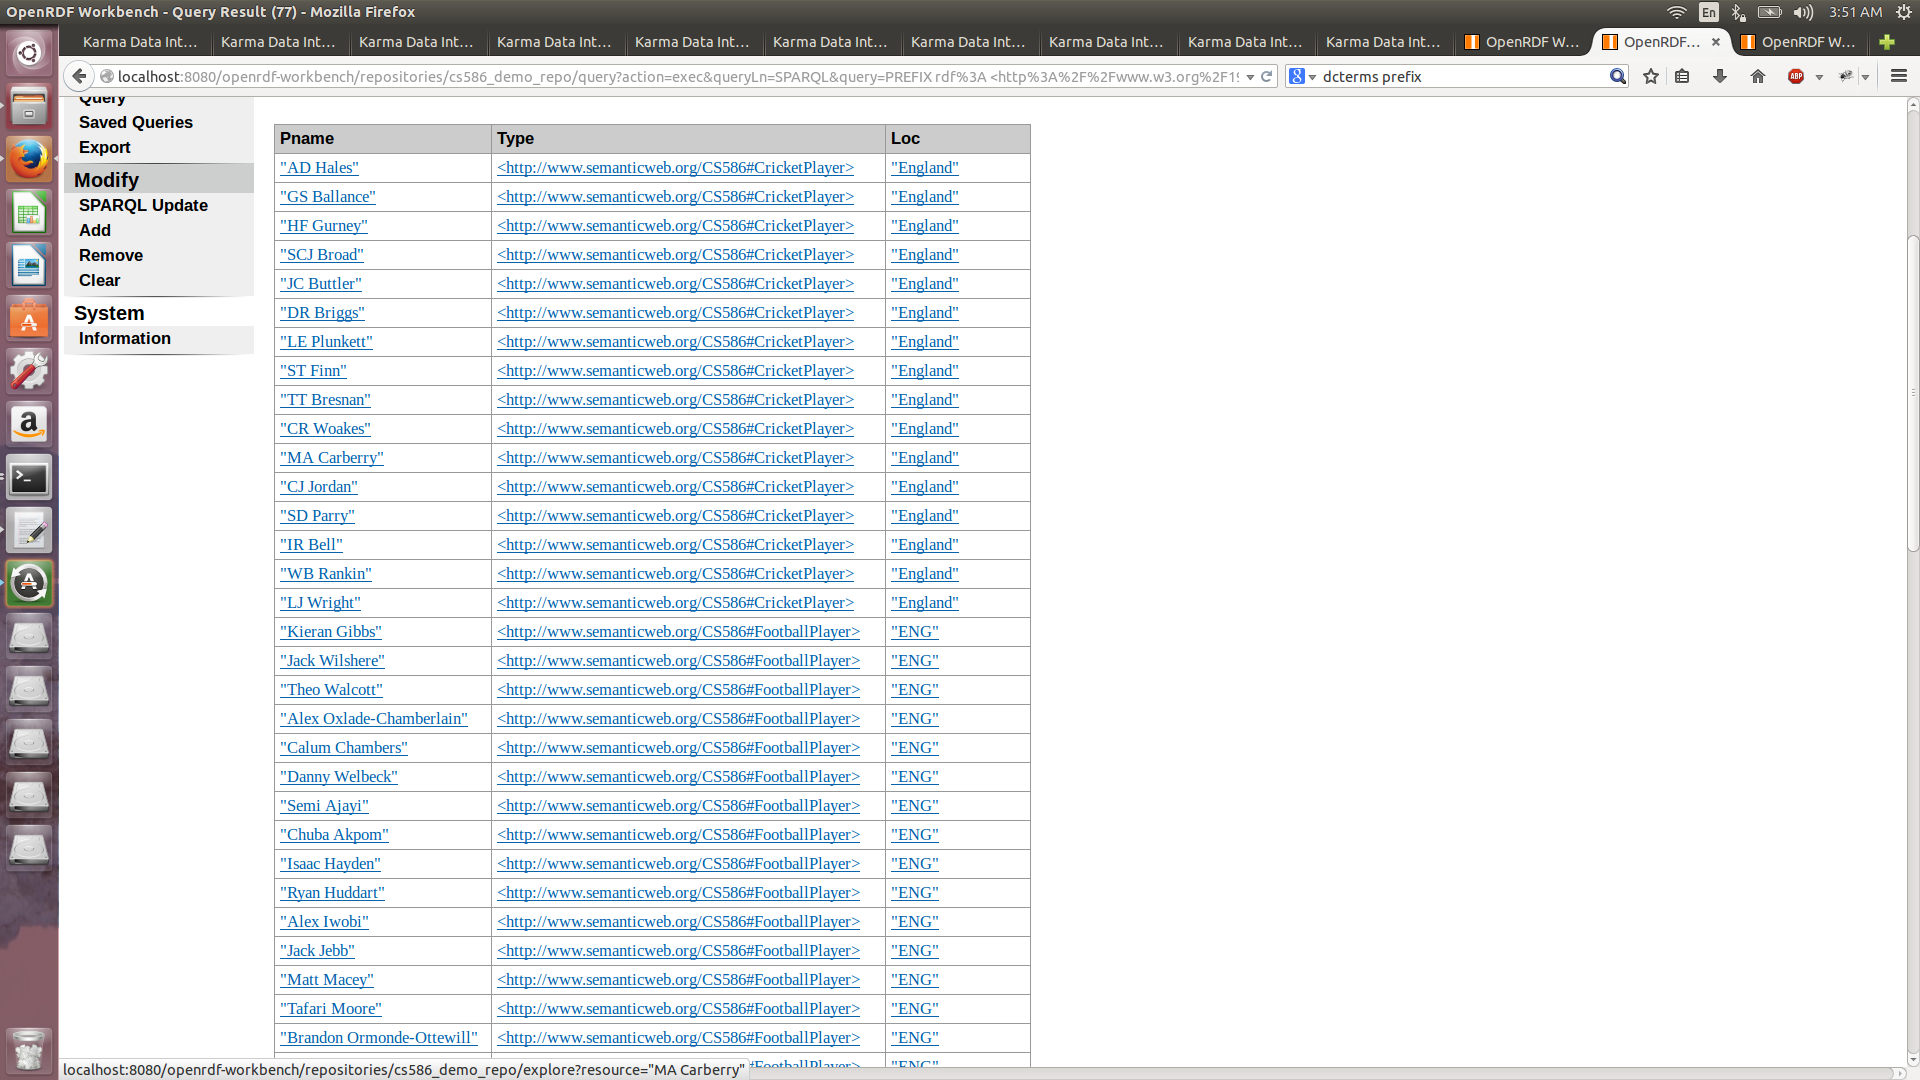 OpenRDF Workbench - Query Result (77) - Mozilla Firefox
En
3:51 AM
Karma Data Int...
Karma Data Int...
Karma Data Int...
Karma Data Int...
Karma Data Int...
Karma Data Int...
Karma Data Int...
Karma Data Int...
Karma Data Int...
Karma Data Int...
OpenRDF W...
OpenRDF...
OpenRDF W...
localhost:8080/openrdf-workbench/repositories/cs586_demo_repo/query?action=exec&queryLn=SPARQL&query=PREFIX rdf%3A <http%3A%2F%2Fwww.w3.org%2F19
dcterms prefix
ABP
Query
Saved Queries
Export
Modify
SPARQL Update
Add
Remove
Clear
System
Information
Pname Type Loc
"AD Hales" <http://www.semanticweb.org/CS586#CricketPlayer> "England"
"GS Ballance" <http://www.semanticweb.org/CS586#CricketPlayer> "England"
"HF Gurney" <http://www.semanticweb.org/CS586#CricketPlayer> "England"
"SCJ Broad" <http://www.semanticweb.org/CS586#CricketPlayer> "England"
"JC Buttler" <http://www.semanticweb.org/CS586#CricketPlayer> "England"
"DR Briggs" <http://www.semanticweb.org/CS586#CricketPlayer> "England"
"LE Plunkett" <http://www.semanticweb.org/CS586#CricketPlayer> "England"
"ST Finn" <http://www.semanticweb.org/CS586#CricketPlayer> "England"
"TT Bresnan" <http://www.semanticweb.org/CS586#CricketPlayer> "England"
"CR Woakes" <http://www.semanticweb.org/CS586#CricketPlayer> "England"
"MA Carberry" <http://www.semanticweb.org/CS586#CricketPlayer> "England"
"CJ Jordan" <http://www.semanticweb.org/CS586#CricketPlayer> "England"
"SD Parry" <http://www.semanticweb.org/CS586#CricketPlayer> "England"
"IR Bell" <http://www.semanticweb.org/CS586#CricketPlayer> "England"
"WB Rankin" <http://www.semanticweb.org/CS586#CricketPlayer> "England"
"LJ Wright" <http://www.semanticweb.org/CS586#CricketPlayer> "England"
"Kieran Gibbs" <http://www.semanticweb.org/CS586#FootballPlayer> "ENG"
"Jack Wilshere" <http://www.semanticweb.org/CS586#FootballPlayer> "ENG"
"Theo Walcott" <http://www.semanticweb.org/CS586#FootballPlayer> "ENG"
"Alex Oxlade-Chamberlain" <http://www.semanticweb.org/CS586#FootballPlayer> "ENG"
"Calum Chambers" <http://www.semanticweb.org/CS586#FootballPlayer> "ENG"
"Danny Welbeck" <http://www.semanticweb.org/CS586#FootballPlayer> "ENG"
"Semi Ajayi" <http://www.semanticweb.org/CS586#FootballPlayer> "ENG"
"Chuba Akpom" <http://www.semanticweb.org/CS586#FootballPlayer> "ENG"
"Isaac Hayden" <http://www.semanticweb.org/CS586#FootballPlayer> "ENG"
"Ryan Huddart" <http://www.semanticweb.org/CS586#FootballPlayer> "ENG"
"Alex Iwobi" <http://www.semanticweb.org/CS586#FootballPlayer> "ENG"
"Jack Jebb" <http://www.semanticweb.org/CS586#FootballPlayer> "ENG"
"Matt Macey" <http://www.semanticweb.org/CS586#FootballPlayer> "ENG"
"Tafari Moore" <http://www.semanticweb.org/CS586#FootballPlayer> "ENG"
"Brandon Ormonde-Ottewill" <http://www.semanticweb.org/CS586#FootballPlayer> "ENG"
#FootballPlayer> "ENG"
localhost:8080/openrdf-workbench/repositories/cs586_demo_repo/explore?resource="MA Carberry"